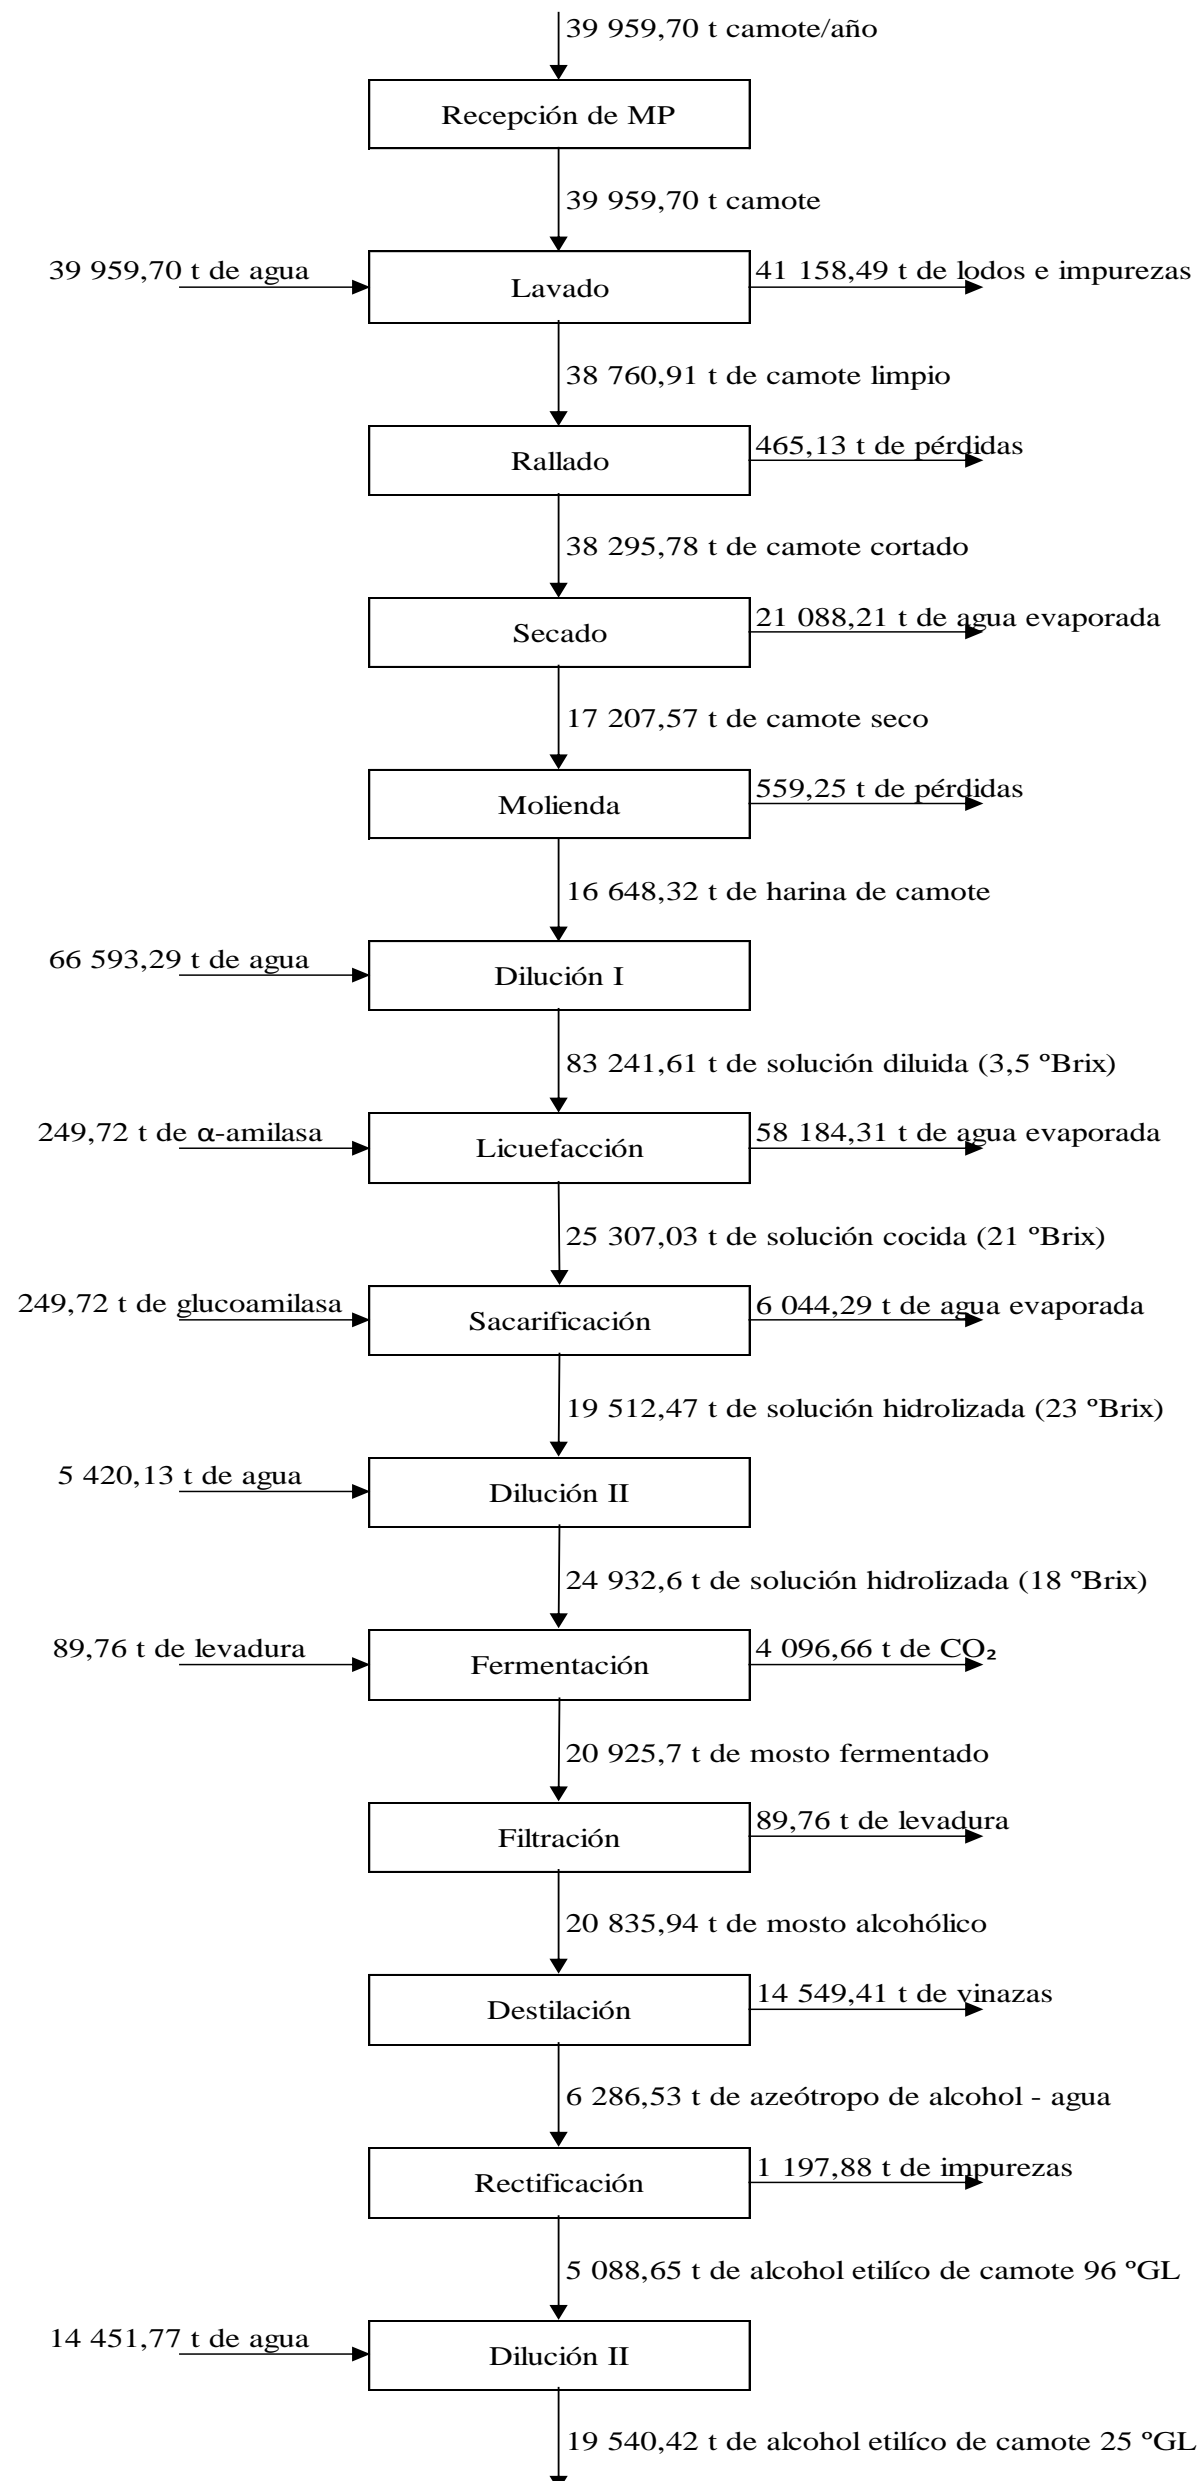 39 959,70 t camote/año
Recepción de MP
39 959,70 t camote
39 959,70 t de agua
Lavado
41 158,49 t de lodos e impurezas
38 760,91 t de camote limpio
Rallado
465,13 t de pérdidas
38 295,78 t de camote cortado
Secado
21 088,21 t de agua evaporada
17 207,57 t de camote seco
Molienda
559,25 t de pérdidas
16 648,32 t de harina de camote
66 593,29 t de agua
Dilución I
83 241,61 t de solución diluida (3,5 ºBrix)
249,72 t de α-amilasa
Licuefacción
58 184,31 t de agua evaporada
25 307,03 t de solución cocida (21 ºBrix)
249,72 t de glucoamilasa
Sacarificación
6 044,29 t de agua evaporada
19 512,47 t de solución hidrolizada (23 ºBrix)
5 420,13 t de agua
Dilución II
24 932,6 t de solución hidrolizada (18 ºBrix)
89,76 t de levadura
Fermentación
4 096,66 t de CO₂
20 925,7 t de mosto fermentado
Filtración
89,76 t de levadura
20 835,94 t de mosto alcohólico
Destilación
14 549,41 t de vinazas
6 286,53 t de azeótropo de alcohol - agua
Rectificación
1 197,88 t de impurezas
5 088,65 t de alcohol etilíco de camote 96 ºGL
14 451,77 t de agua
Dilución II
19 540,42 t de alcohol etilíco de camote 25 ºGL